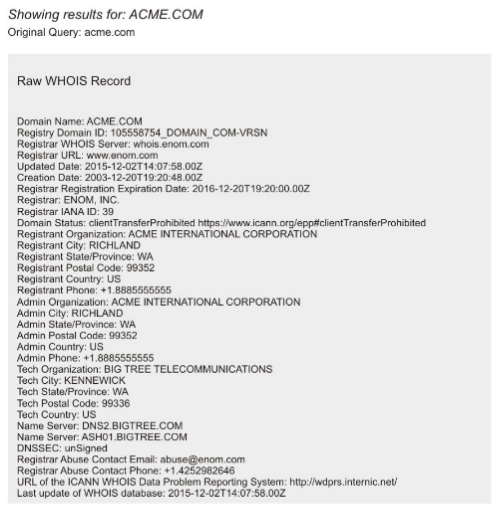 Showing results for: ACME.COM
Original Query: acme.com
Raw WHOIS Record
Domain Name: ACME.COM
Registry Domain ID: 105558754_DOMAIN_COM-VRSN
Registrar WHOIS Server: whois.enom.com
Registrar URL: www.enom.com
Updated Date: 2015-12-02T14:07:58.00Z
Creation Date: 2003-12-20T19:20:48.00Z
Registrar Registration Expiration Date: 2016-12-20T19:20:00.00Z
Registrar: ENOM, INC.
Registrar IANA ID: 39
Domain Status: clientTransferProhibited https://www.icann.org/epp#clientTransferProhibited
Registrant Organization: ACME INTERNATIONAL CORPORATION
Registrant City: RICHLAND
Registrant State/Province: WA
Registrant Postal Code: 99352
Registrant Country: US
Registrant Phone: +1.8885555555
Admin Organization: ACME INTERNATIONAL CORPORATION
Admin City: RICHLAND
Admin State/Province: WA
Admin Postal Code: 99352
Admin Country: US
Admin Phone: +1.8885555555
Tech Organization: BIG TREE TELECOMMUNICATIONS
Tech City: KENNEWICK
Tech State/Province: WA
Tech Postal Code: 99336
Tech Country: US
Name Server: DNS2.BIGTREE.COM
Name Server: ASH01.BIGTREE.COM
DNSSEC: unSigned
Registrar Abuse Contact Email: abuse@enom.com
Registrar Abuse Contact Phone: +1.4252982646
URL of the ICANN WHOIS Data Problem Reporting System: http://wdprs.internic.net/
Last update of WHOIS database: 2015-12-02T14:07:58.00Z